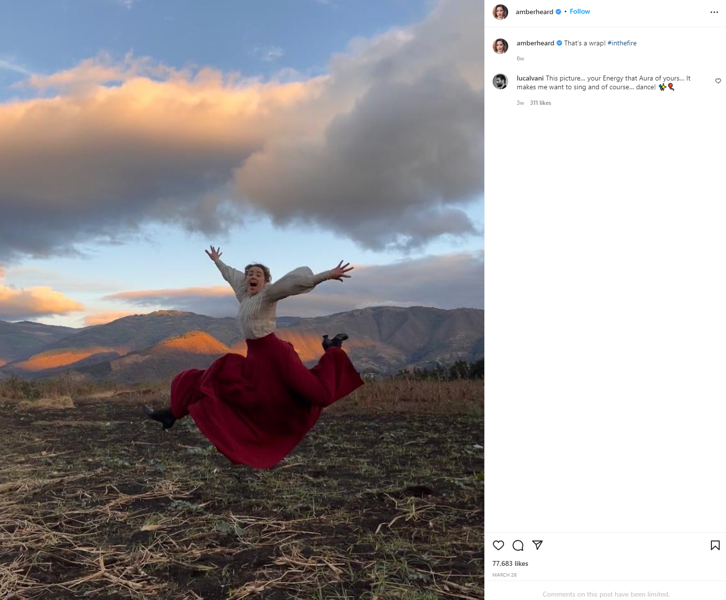 amberheard • Follow
amberheard That's a wrap! #inthefire
6w
lucalvani This picture... your Energy that Aura of yours... It
makes me want to sing and of course... dance!
3w 311 likes
77,683 likes
MARCH 28
Comments on this post have been limited.